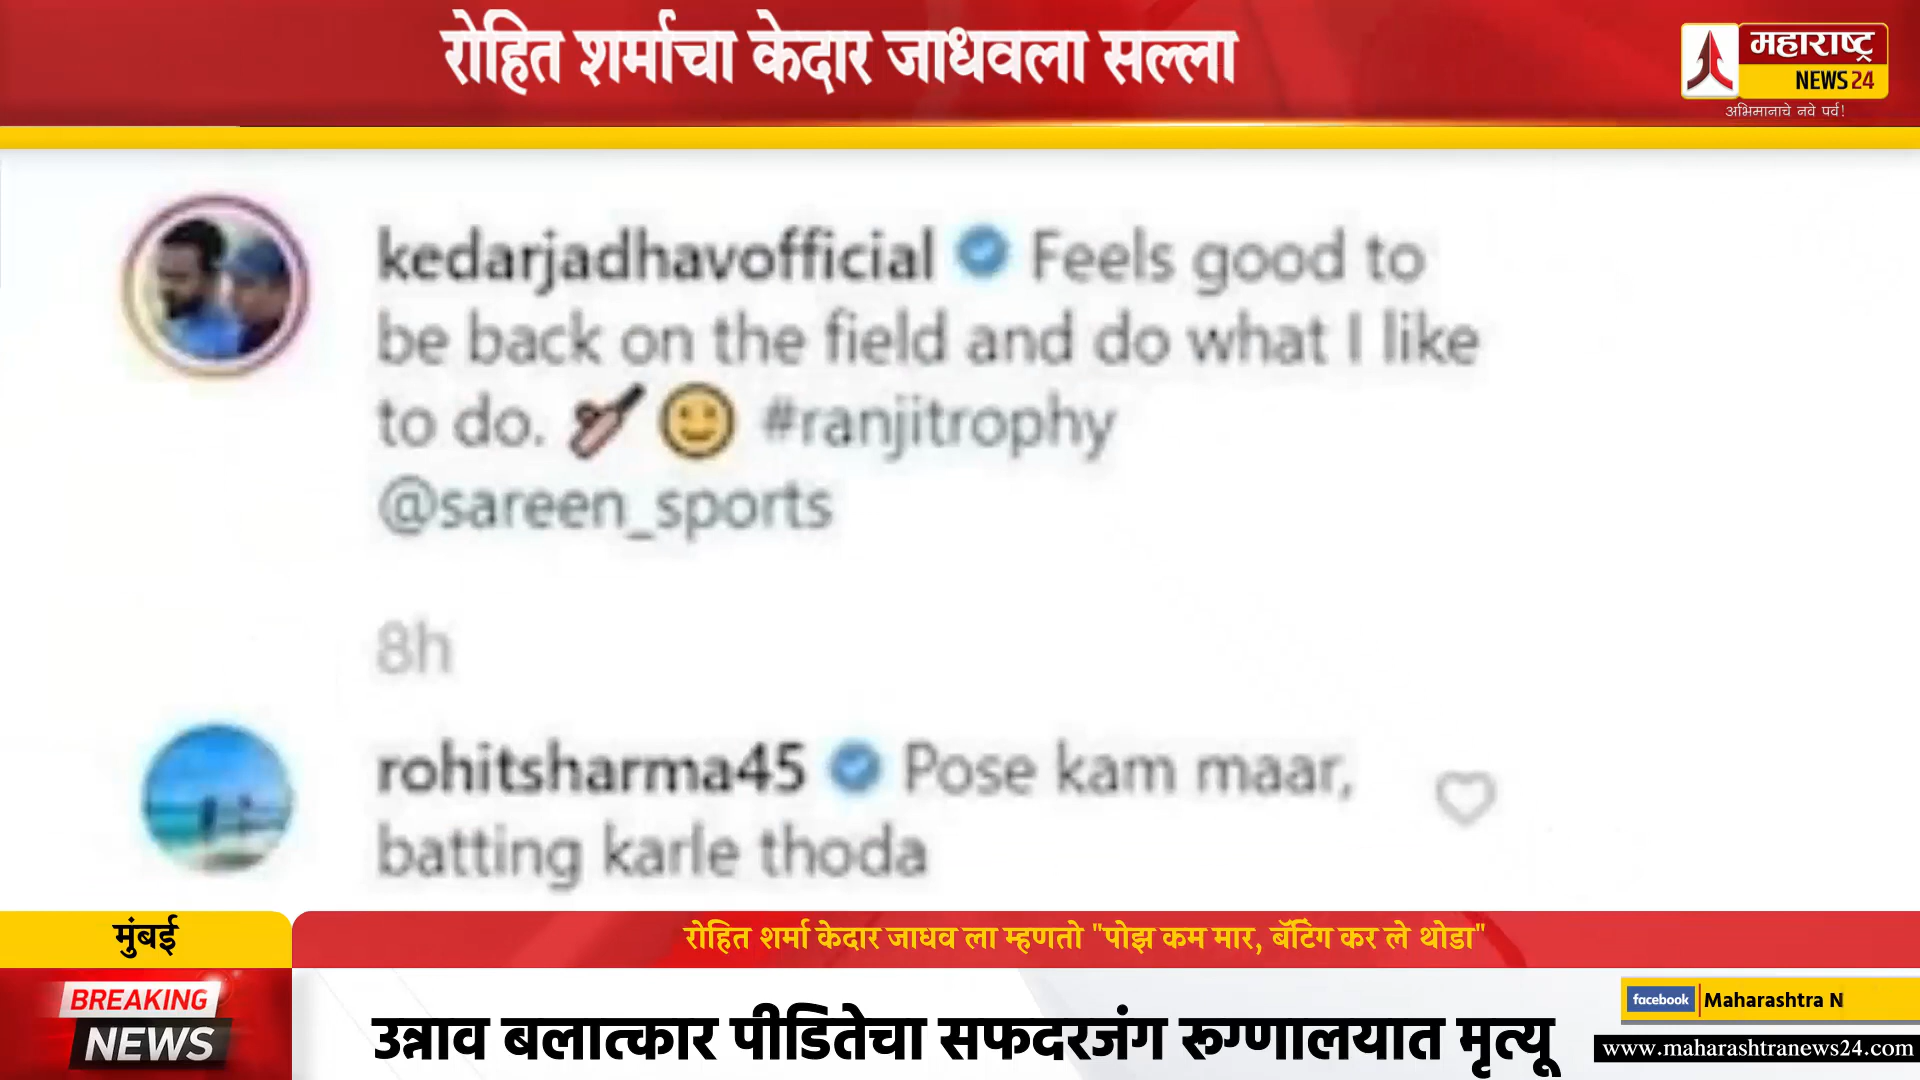 रोहित शर्माचा केदार जाधवला सल्ला
महाराष्ट्र
NEWS 24
अभिमानाचे नवे पर्व!
kedarjadhavofficial Feels good to
be back on the field and do what I like
to do. 🏏 🙂 #ranjitrophy
@sareen_sports
8h
rohitsharma45 Pose kam maar,
batting karle thoda
मुंबई
रोहित शर्मा केदार जाधव ला म्हणतो "पोझ कम मार, बॅटिंग कर ले थोडा"
BREAKING
NEWS
उन्नाव बलात्कार पीडितेचा सफदरजंग रूग्णालयात मृत्यू
facebook Maharashtra N
www.maharashtranews24.com